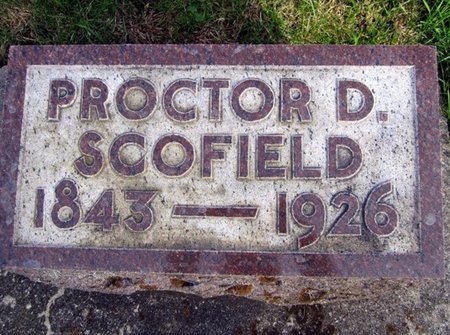 PROCTOR D.
SCOFIELD
1843 — 1926